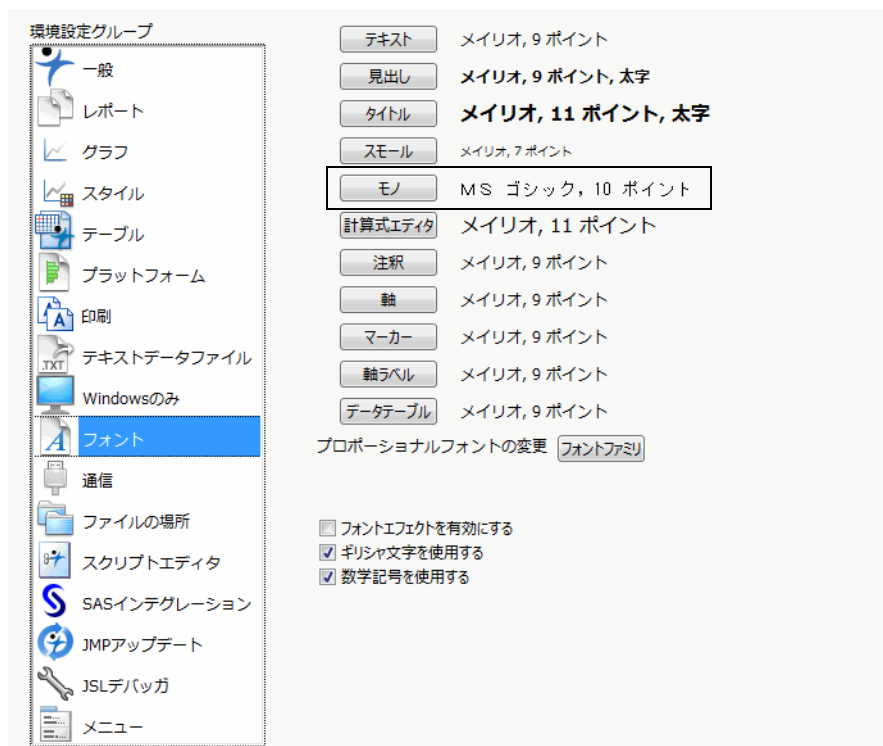 環境設定グループ
一般
レポート
グラフ
スタイル
テーブル
プラットフォーム
印刷
.TXT テキストデータファイル
Windowsのみ
A フォント
通信
ファイルの場所
スクリプトエディタ
SASインテグレーション
JMPアップデート
JSLデバッガ
メニュー
テキスト メイリオ, 9 ポイント
見出し メイリオ, 9 ポイント, 太字
タイトル メイリオ, 11 ポイント, 太字
スモール メイリオ, 7 ポイント
モノ ＭＳ ゴシック, 10 ポイント
計算式エディタ メイリオ, 11 ポイント
注釈 メイリオ, 9 ポイント
軸 メイリオ, 9 ポイント
マーカー メイリオ, 9 ポイント
軸ラベル メイリオ, 9 ポイント
データテーブル メイリオ, 9 ポイント
プロポーショナルフォントの変更 フォントファミリ
フォントエフェクトを有効にする
ギリシャ文字を使用する
数学記号を使用する